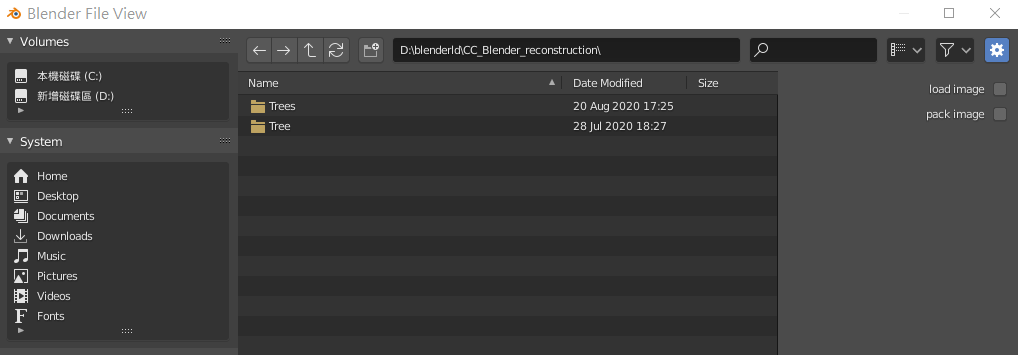 Blender File View
Volumes
本機磁碟 (C:)
新增磁碟區 (D:)
System
Home
Desktop
Documents
Downloads
Music
Pictures
Videos
Fonts
D:\blenderId\CC_Blender_reconstruction\
Name Date Modified Size
Trees 20 Aug 2020 17:25
Tree 28 Jul 2020 18:27
load image
pack image